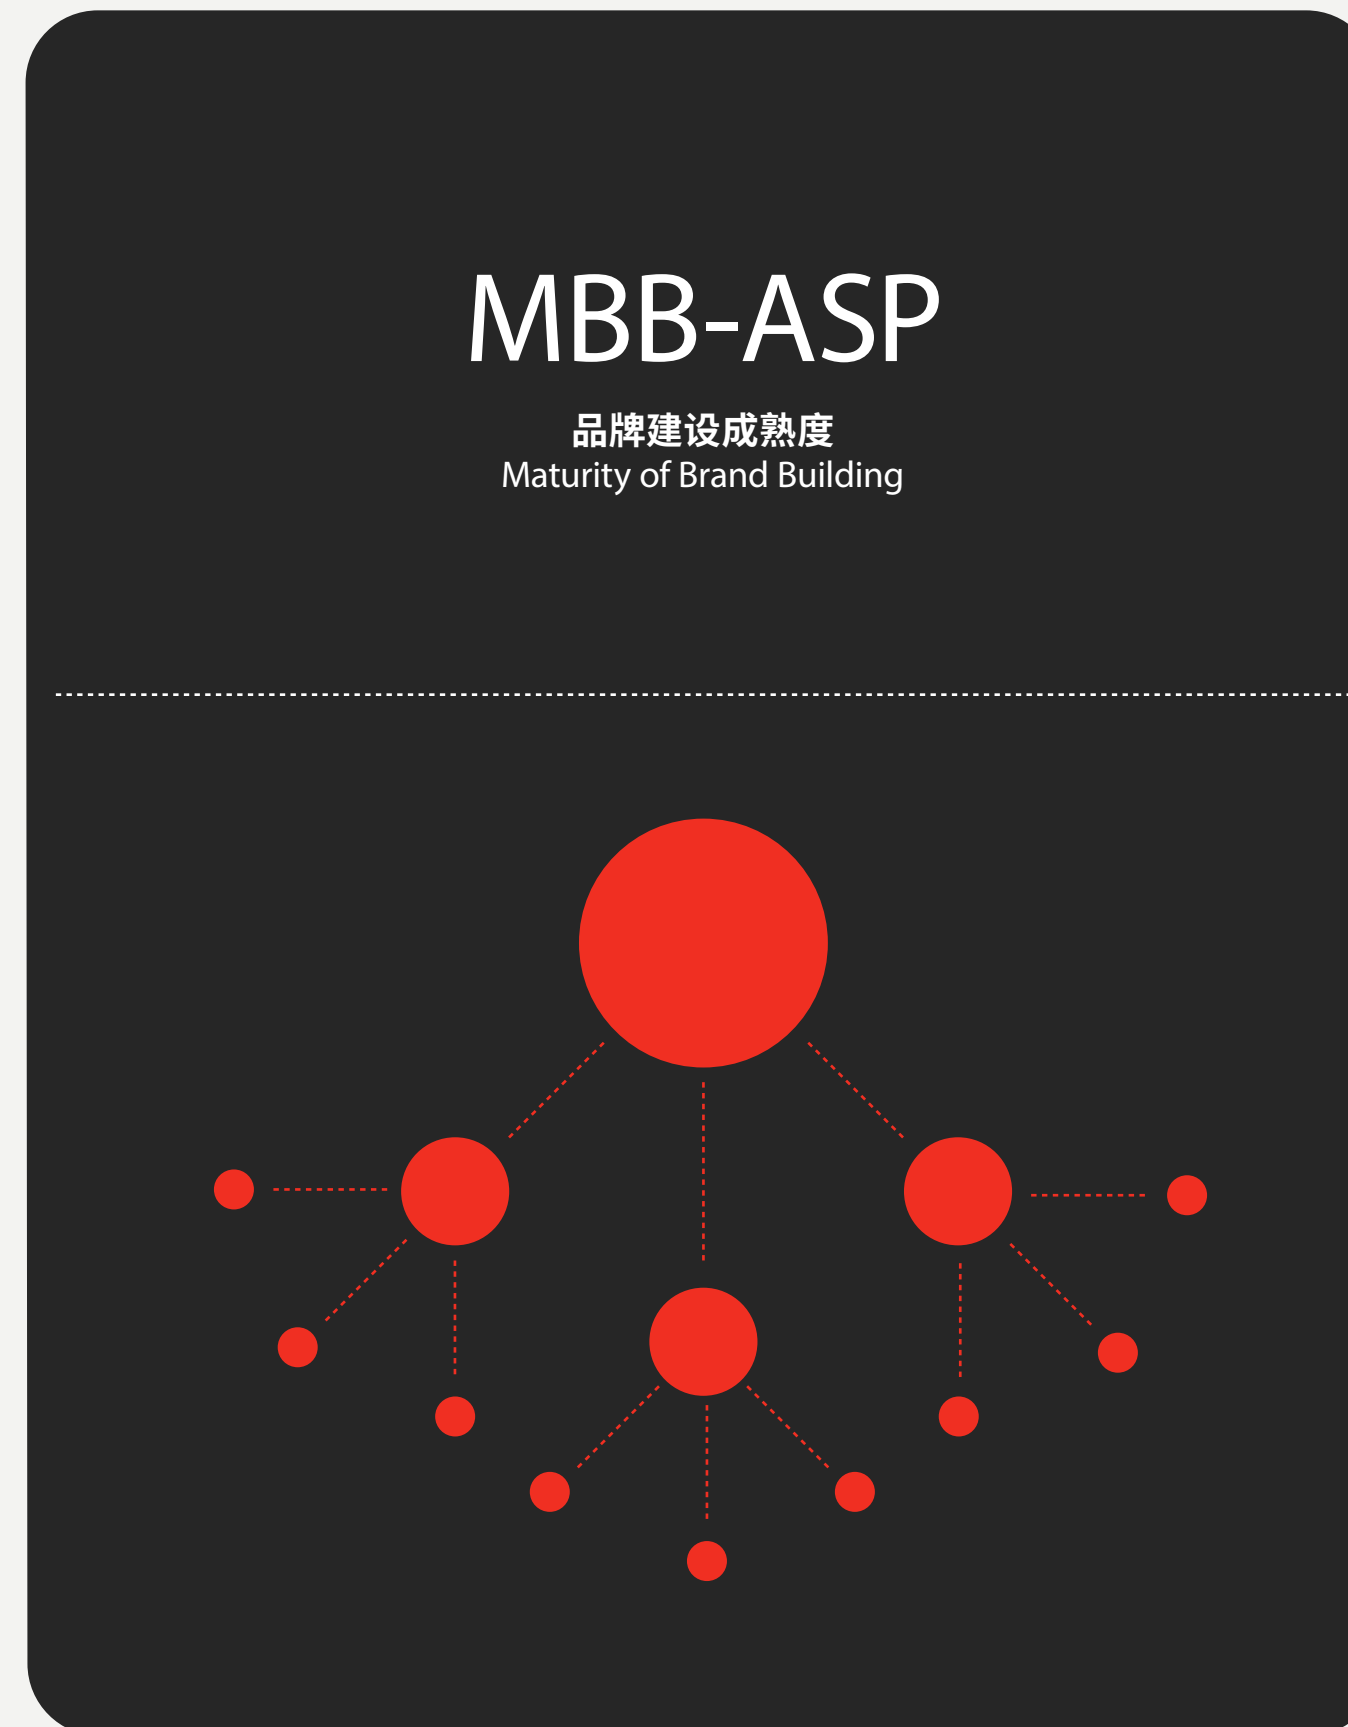 MBB-ASP
品牌建设成熟度
Maturity of Brand Building